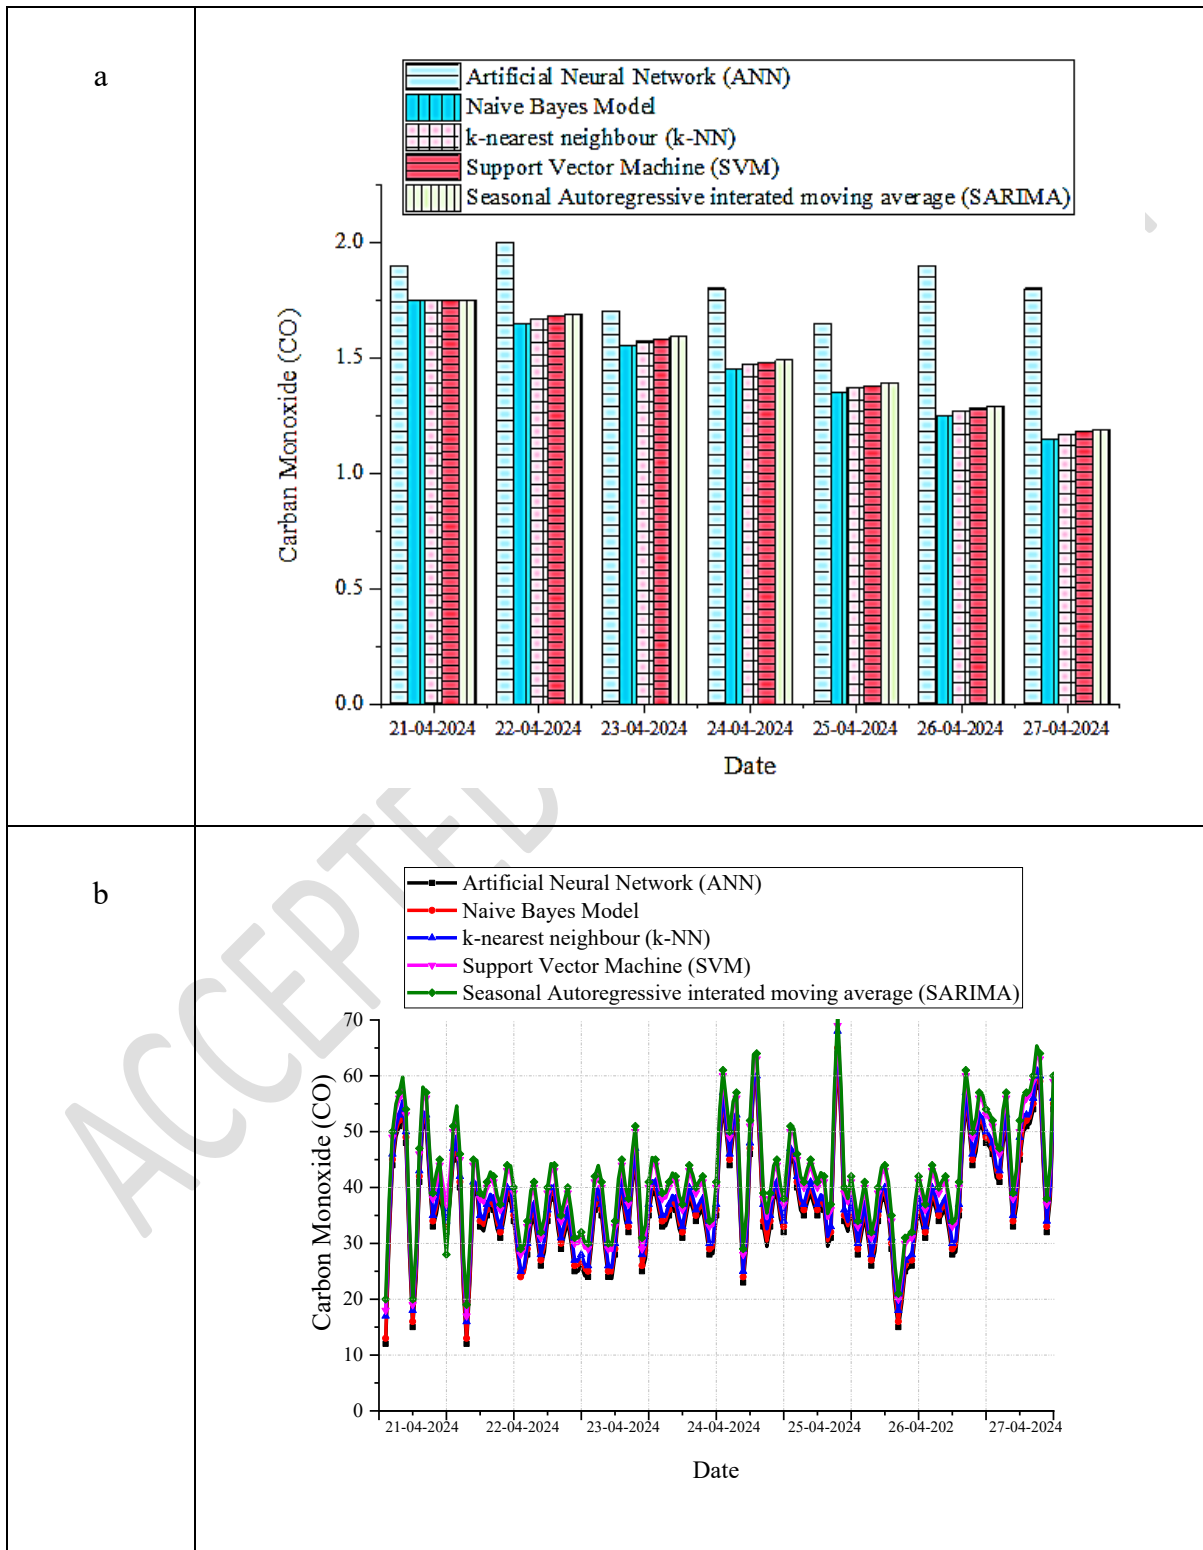 a
Artificial Neural Network (ANN)
Naive Bayes Model
k-nearest neighbour (k-NN)
Support Vector Machine (SVM)
Seasonal Autoregressive interated moving average (SARIMA)
2.0
1.5
1.0
0.5
0.0
Carban Monoxide (CO)
21-04-2024 22-04-2024 23-04-2024 24-04-2024 25-04-2024 26-04-2024 27-04-2024
Date
ACCEPTED
b
Artificial Neural Network (ANN)
Naive Bayes Model
k-nearest neighbour (k-NN)
Support Vector Machine (SVM)
Seasonal Autoregressive interated moving average (SARIMA)
70
60
50
40
30
20
10
0
Carbon Monoxide (CO)
21-04-2024 22-04-2024 23-04-2024 24-04-2024 25-04-2024 26-04-202 27-04-2024
Date